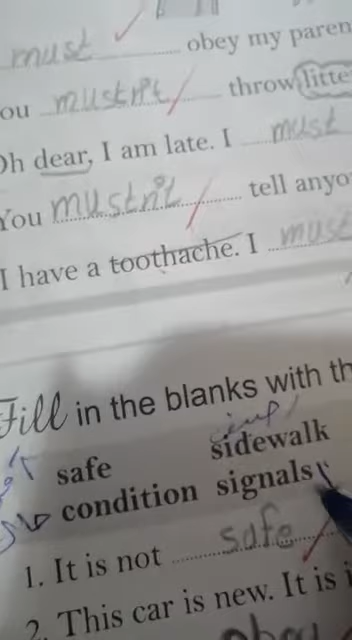 must obey my paren
ou mustn't throw litte
Oh dear, I am late. I must
You mustn't tell anyo
I have a toothache. I must
Fill in the blanks with th
safe sidewalk
condition signals
1. It is not safe
2. This car is new. It is i